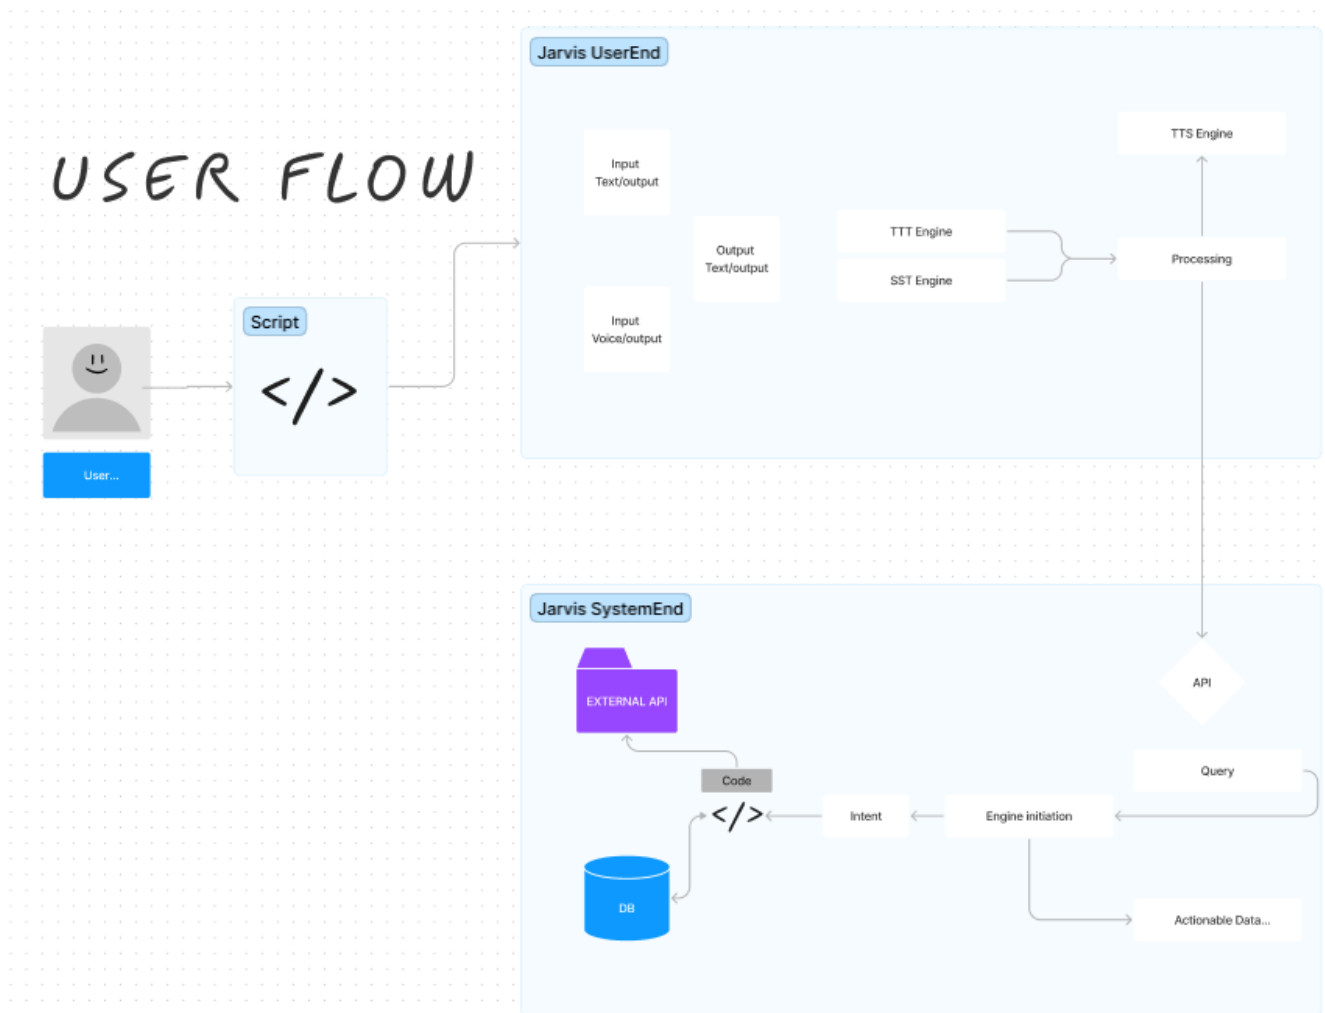 USER FLOW
User...
Script
</>
Jarvis UserEnd
Input
Text/output
Output
Text/output
Input
Voice/output
TTT Engine
SST Engine
TTS Engine
Processing
Jarvis SystemEnd
EXTERNAL API
Code
</>
DB
Intent
Engine initiation
API
Query
Actionable Data...